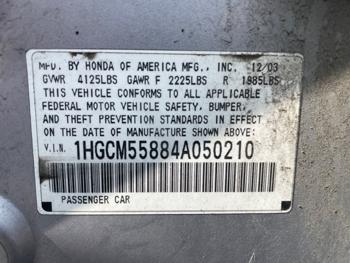 MFD. BY HONDA OF AMERICA MFG., INC. 12/03
GVWR 4125LBS GAWR F 2225LBS R 1885LBS
THIS VEHICLE CONFORMS TO ALL APPLICABLE
FEDERAL MOTOR VEHICLE SAFETY, BUMPER,
AND THEFT PREVENTION STANDARDS IN EFFECT
ON THE DATE OF MANUFACTURE SHOWN ABOVE.
V.I.N. 1HGCM55884A050210
PASSENGER CAR